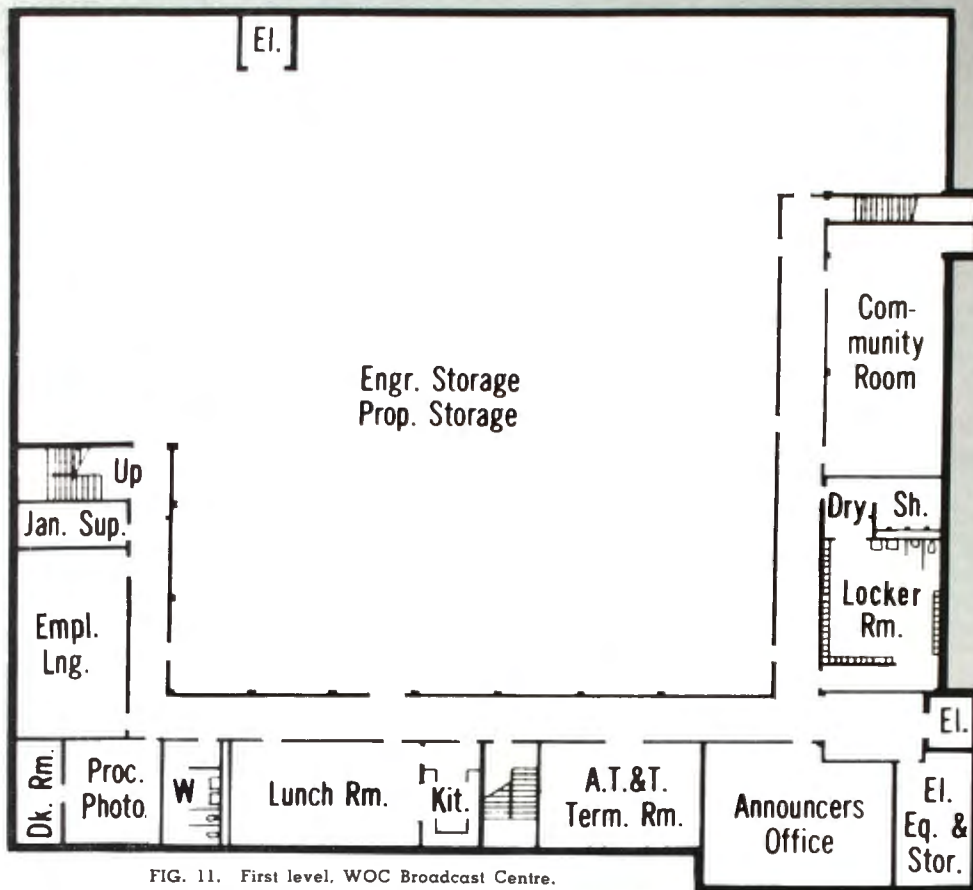 El.
Engr. Storage
Prop. Storage
Com-
munity
Room
Up
Jan. Sup.
Dry.
Sh.
Locker
Rm.
Empl.
Lng.
El.
Dk. Rm.
Proc.
Photo.
W
Lunch Rm.
Kit.
A.T.&T.
Term. Rm.
Announcers
Office
El.
Eq. &
Stor.
FIG. 11. First level, WOC Broadcast Centre.